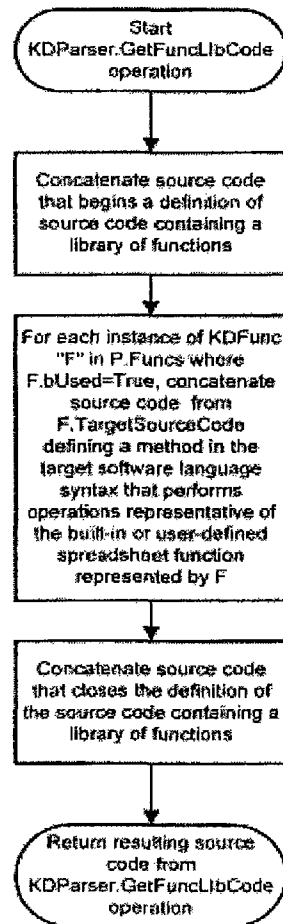 Start
KDParser.GetFuncLibCode
operation
Concatenate source code
that begins a definition of
source code containing a
library of functions
For each instance of KDFunc
"F" in P.Funcs where
F.bUsed=True, concatenate
source code from
F.TargetSourceCode
defining a method in the
target software language
syntax that performs
operations representative of
the built-in or user-defined
spreadsheet function
represented by F
Concatenate source code
that closes the definition of
the source code containing a
library of functions
Return resulting source
code from
KDParser.GetFuncLibCode
operation